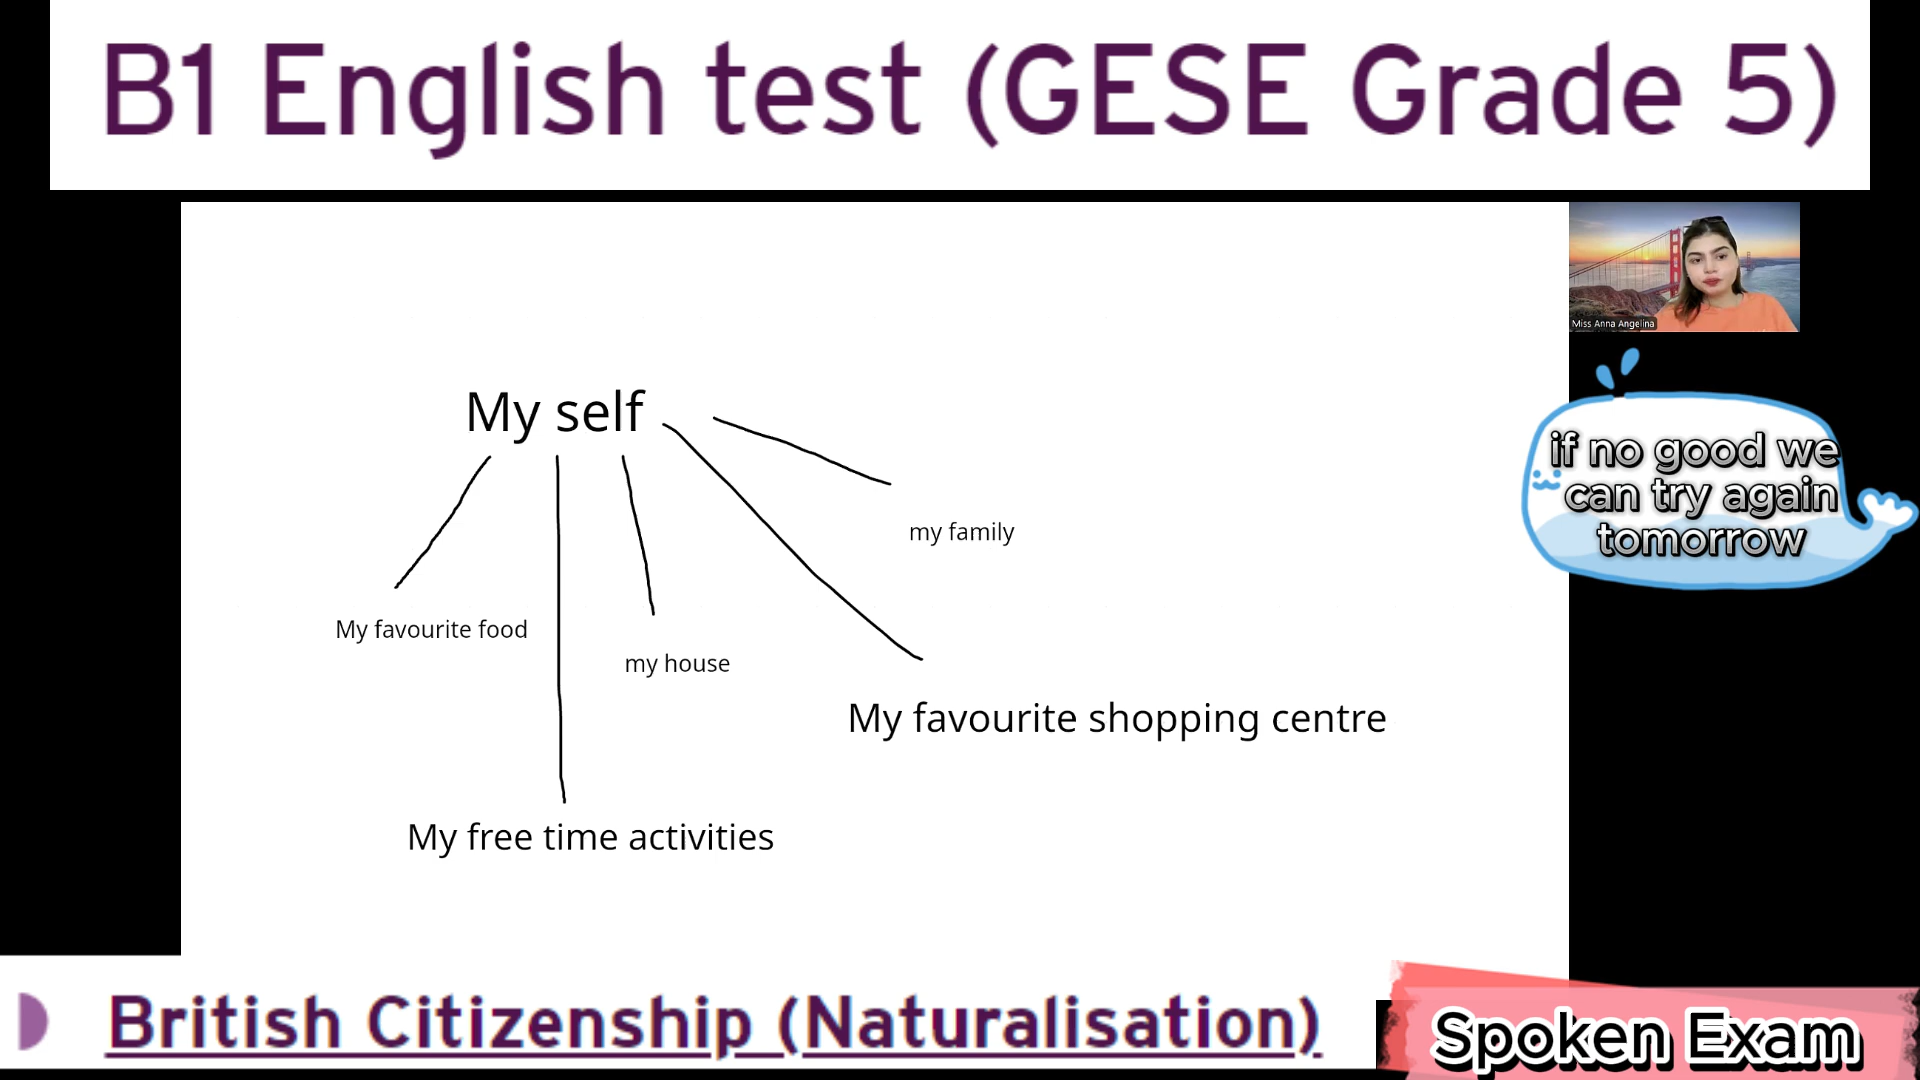 B1 English test (GESE Grade 5)
Miss Anna Angelina
My self
if no good we
can try again
tomorrow
my family
My favourite food
my house
My favourite shopping centre
My free time activities
British Citizenship (Naturalisation)
Spoken Exam